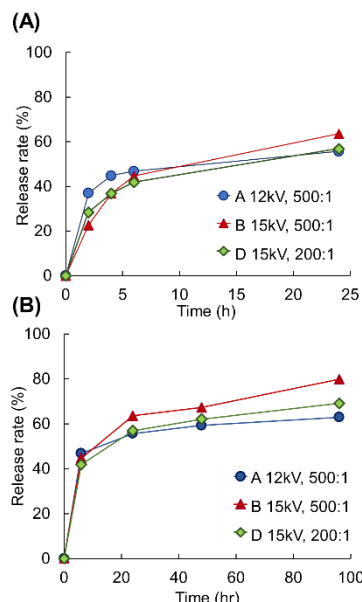 (A)
Release rate (%)
100
80
60
40
20
0
A 12kV, 500:1
B 15kV, 500:1
D 15kV, 200:1
0 5 10 15 20 25
Time (h)
(B)
Release rate (%)
100
80
60
40
20
0
A 12kV, 500:1
B 15kV, 500:1
D 15kV, 200:1
0 20 40 60 80 100
Time (hr)